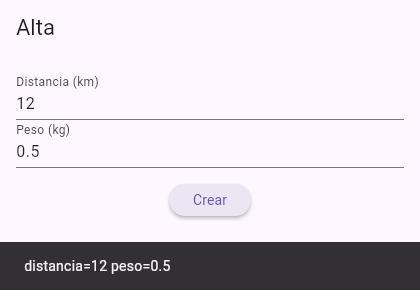 Alta
Distancia (km)
12
Peso (kg)
0.5
Crear
distancia=12 peso=0.5